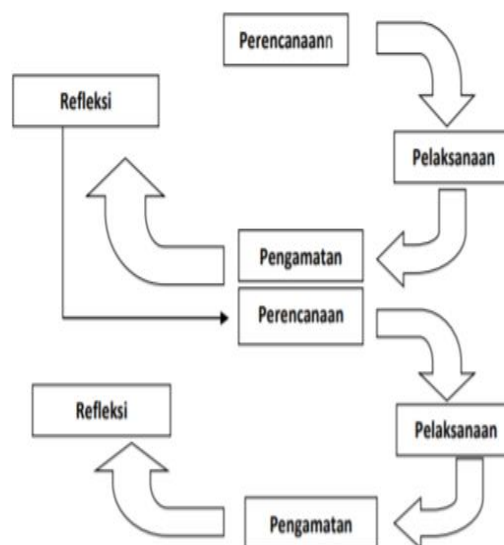 Perencanaann
Refleksi
Pelaksanaan
Pengamatan
Perencanaan
Refleksi
Pelaksanaan
Pengamatan